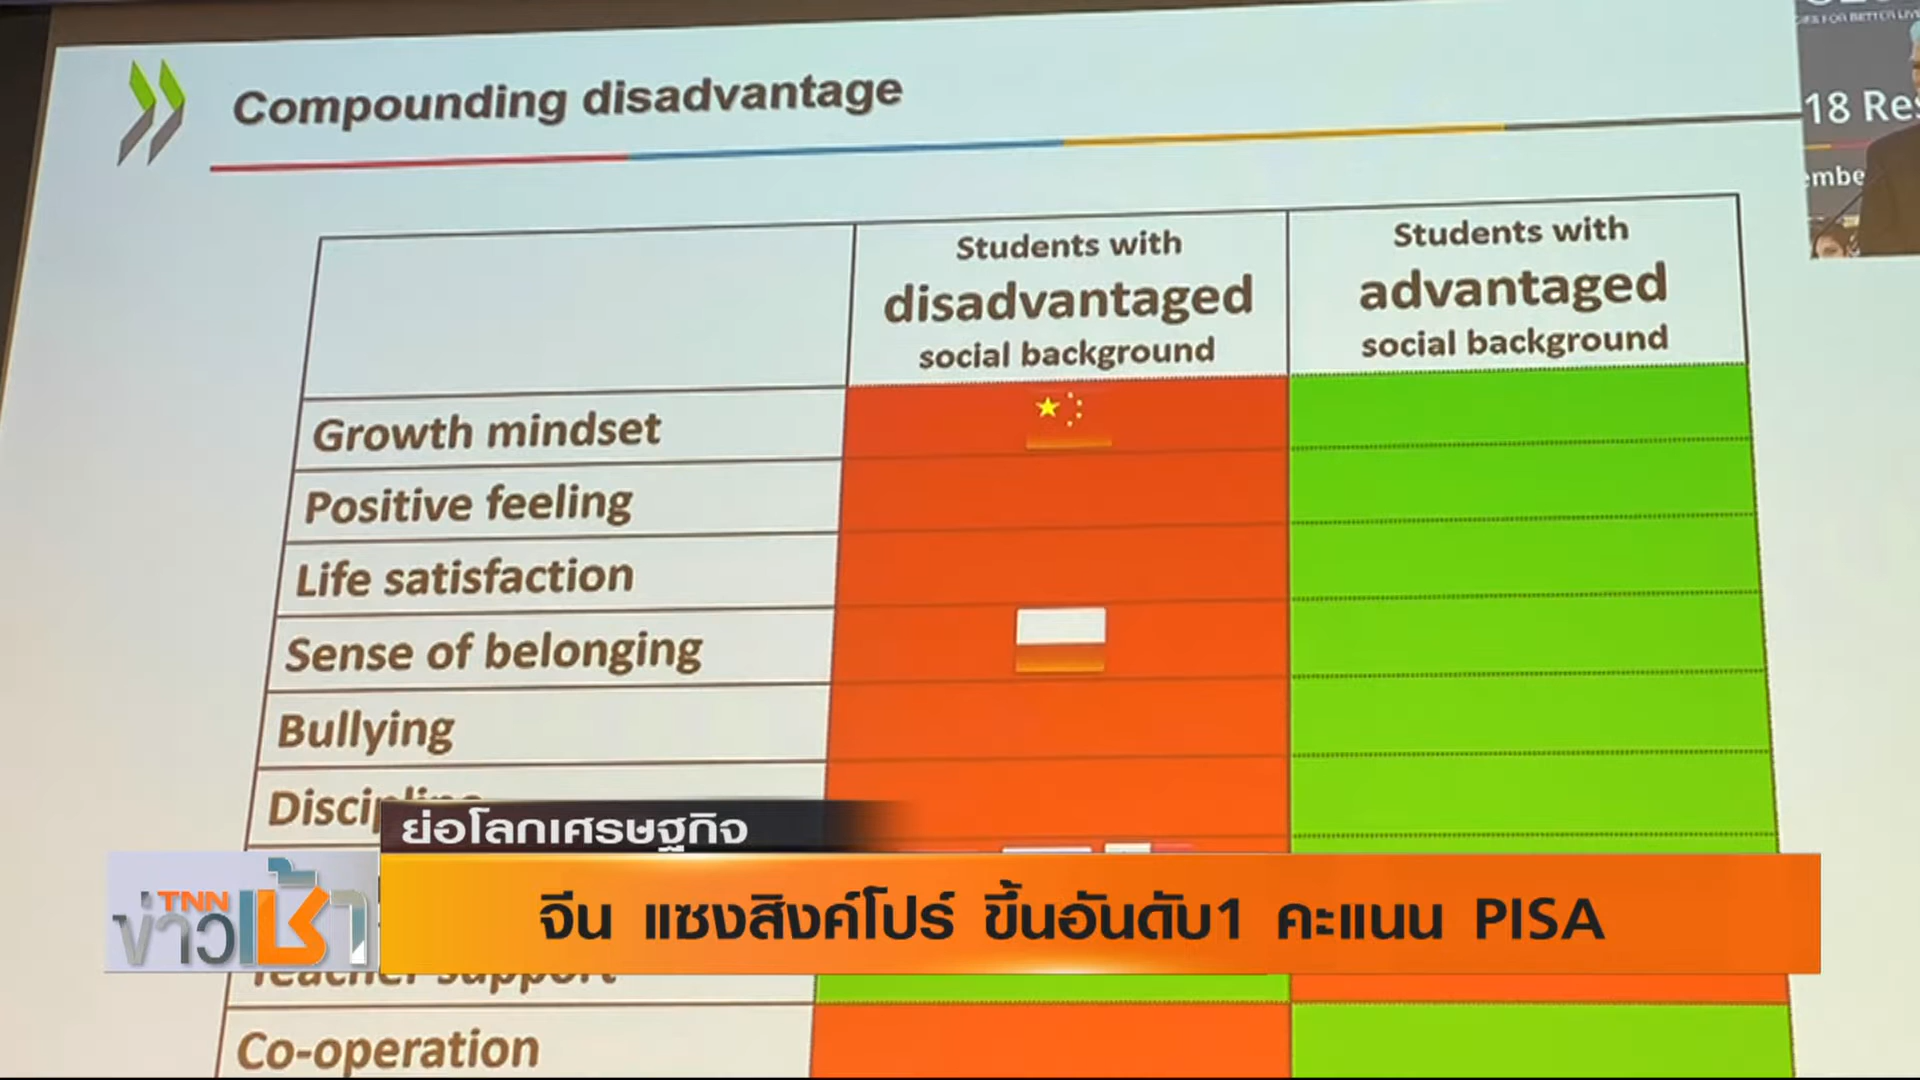 Compounding disadvantage
18 Res
Students with
disadvantaged
social background
Students with
advantaged
social background
Growth mindset
Positive feeling
Life satisfaction
Sense of belonging
Bullying
Discipline
ย่อโลกเศรษฐกิจ
TNN
ข่าวเช้า
จีน แซงสิงค์โปร์ ขึ้นอันดับ1 คะแนน PISA
Teacher support
Co-operation